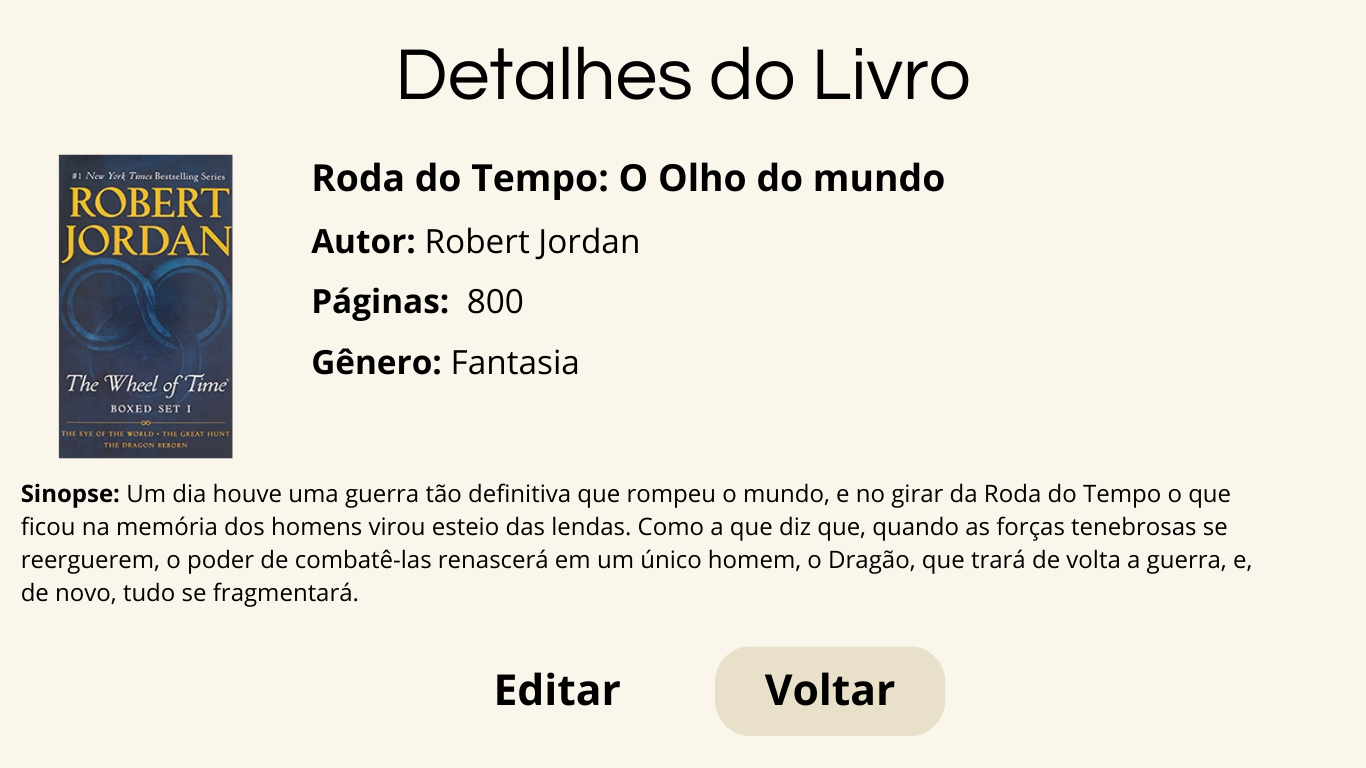 Detalhes do Livro
#1 New York Times Bestselling Series
ROBERT
JORDAN
The Wheel of Time
BOXED SET I
THE EYE OF THE WORLD • THE GREAT HUNT
THE DRAGON REBORN
Roda do Tempo: O Olho do mundo
Autor: Robert Jordan
Páginas: 800
Gênero: Fantasia
Sinopse: Um dia houve uma guerra tão definitiva que rompeu o mundo, e no girar da Roda do Tempo o que
ficou na memória dos homens virou esteio das lendas. Como a que diz que, quando as forças tenebrosas se
reerguerem, o poder de combatê-las renascerá em um único homem, o Dragão, que trará de volta a guerra, e,
de novo, tudo se fragmentará.
Editar
Voltar